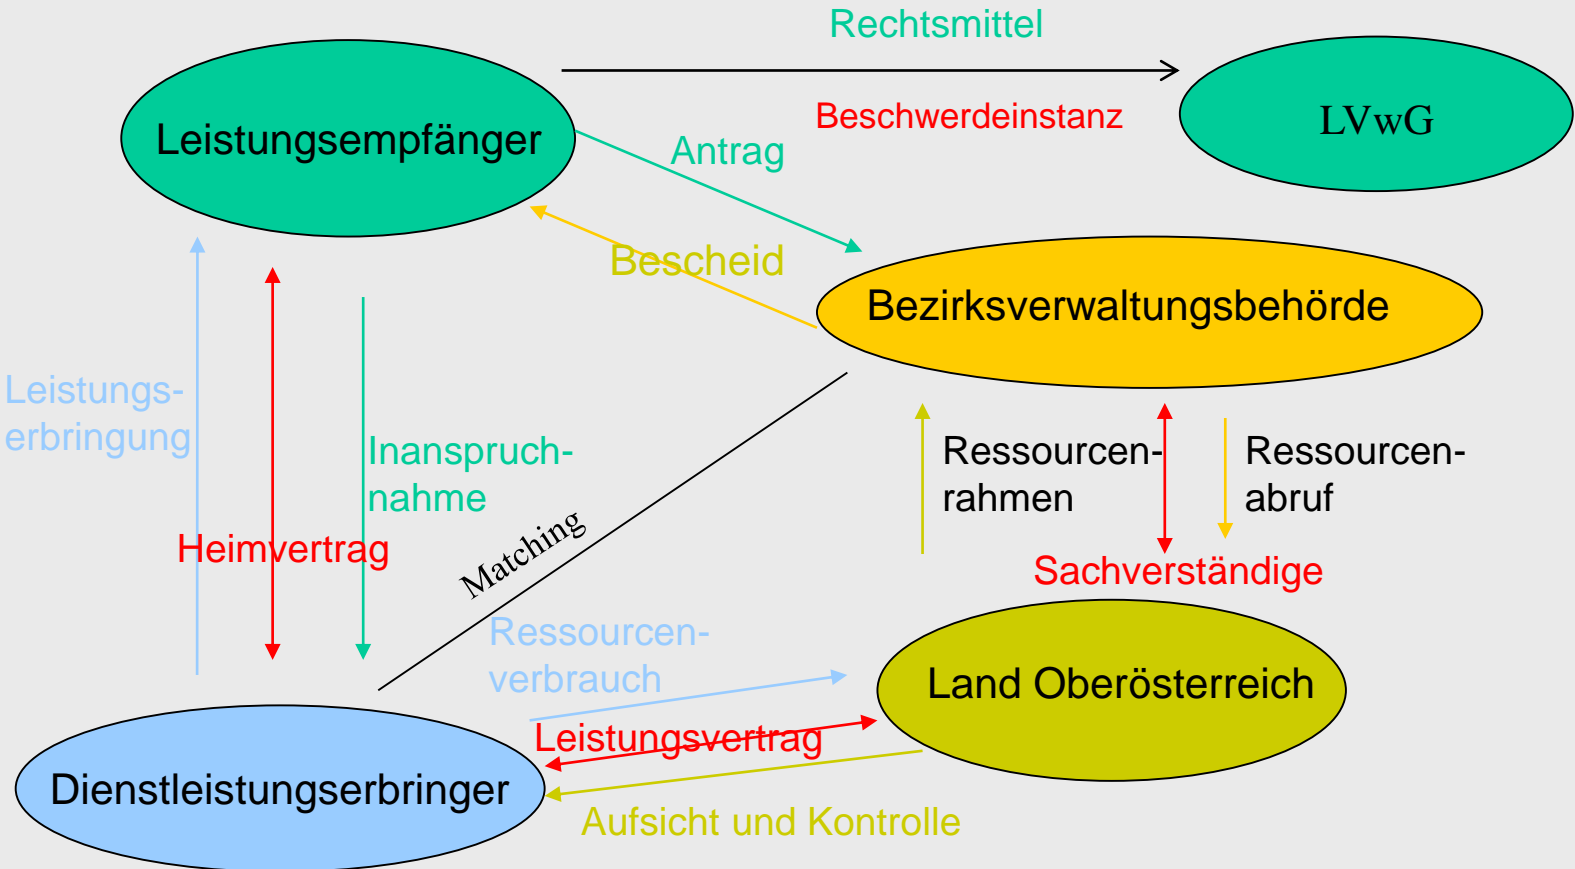 Rechtsmittel
Leistungsempfänger
Beschwerdeinstanz
LVwG
Antrag
Bescheid
Bezirksverwaltungsbehörde
Leistungs-
erbringung
Inanspruch-
nahme
Heimvertrag
Matching
Ressourcen-
rahmen
Ressourcen-
abruf
Sachverständige
Ressourcen-
verbrauch
Land Oberösterreich
Leistungsvertrag
Dienstleistungserbringer
Aufsicht und Kontrolle